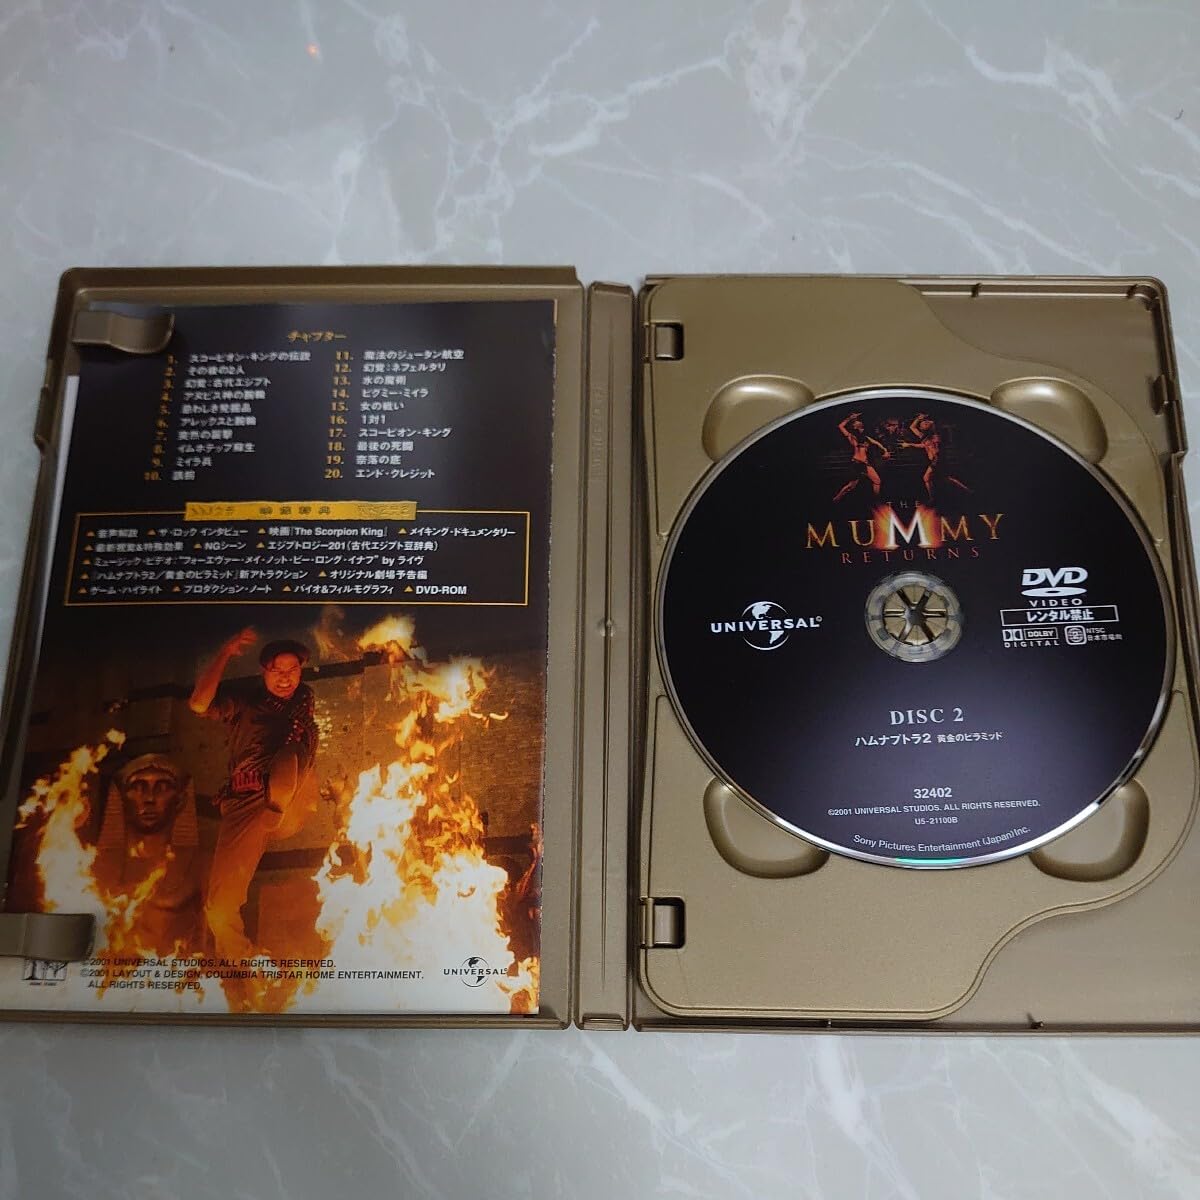 チャプター
1. スコーピオン・キングの伝説
2. その後の2人
3. 幻覚:古代エジプト
4. アヌビス神の腕輪
5. 忌わしき発掘品
6. アレックスと腕輪
7. 突然の襲撃
8. イムホテップ蘇生
9. ミイラ兵
10. 誘拐
11. 魔法のジュータン航空
12. 幻覚:ネフェルタリ
13. 水の魔術
14. ピグミー・ミイラ
15. 女の戦い
16. 1対1
17. スコーピオン・キング
18. 最後の死闘
19. 奈落の底
20. エンド・クレジット
映像特典
▲音声解説 ▲ザ・ロック インタビュー ▲映画『The Scorpion King』 ▲メイキング・ドキュメンタリー
▲最新視覚&特殊効果 ▲NGシーン ▲エジプトロジー201(古代エジプト豆辞典)
▲ミュージック・ビデオ:"フォーエヴァー・メイ・ノット・ビー・ロング・イナフ" by ライヴ
▲『ハムナプトラ2/黄金のピラミッド』新アトラクション ▲オリジナル劇場予告編
▲ゲーム・ハイライト ▲プロダクション・ノート ▲バイオ&フィルモグラフィ ▲DVD-ROM
©2001 UNIVERSAL STUDIOS. ALL RIGHTS RESERVED.
©2001 LAYOUT & DESIGN, COLUMBIA TRISTAR HOME ENTERTAINMENT.
ALL RIGHTS RESERVED.
UNIVERSAL
THE
MUMMY
RETURNS
UNIVERSAL
DVD
VIDEO
レンタル禁止
DOLBY
DIGITAL
NTSC
日本市場向
DISC 2
ハムナプトラ2 黄金のピラミッド
32402
©2001 UNIVERSAL STUDIOS. ALL RIGHTS RESERVED.
U5-21100B
Sony Pictures Entertainment (Japan) Inc.